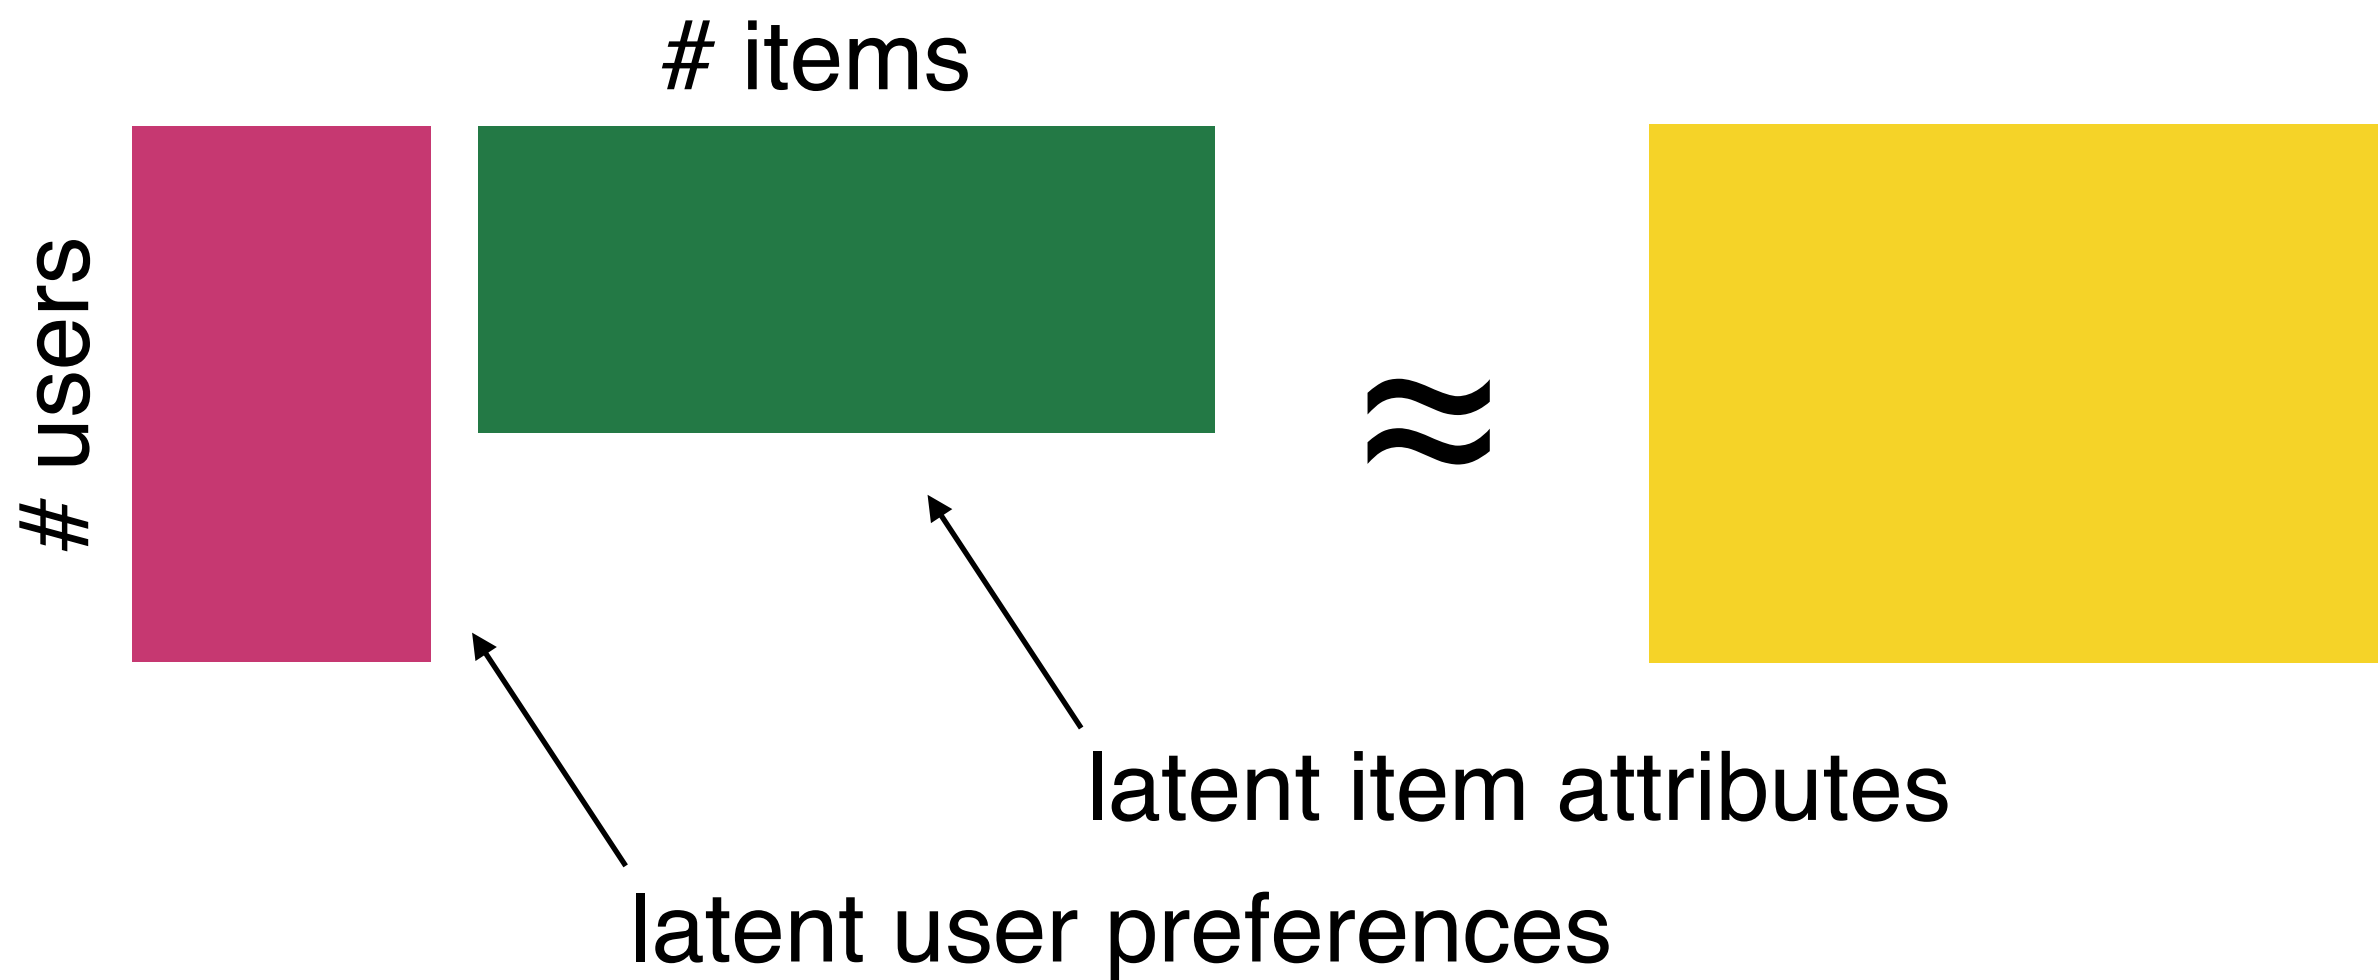 # items
# users
≈
latent item attributes
latent user preferences